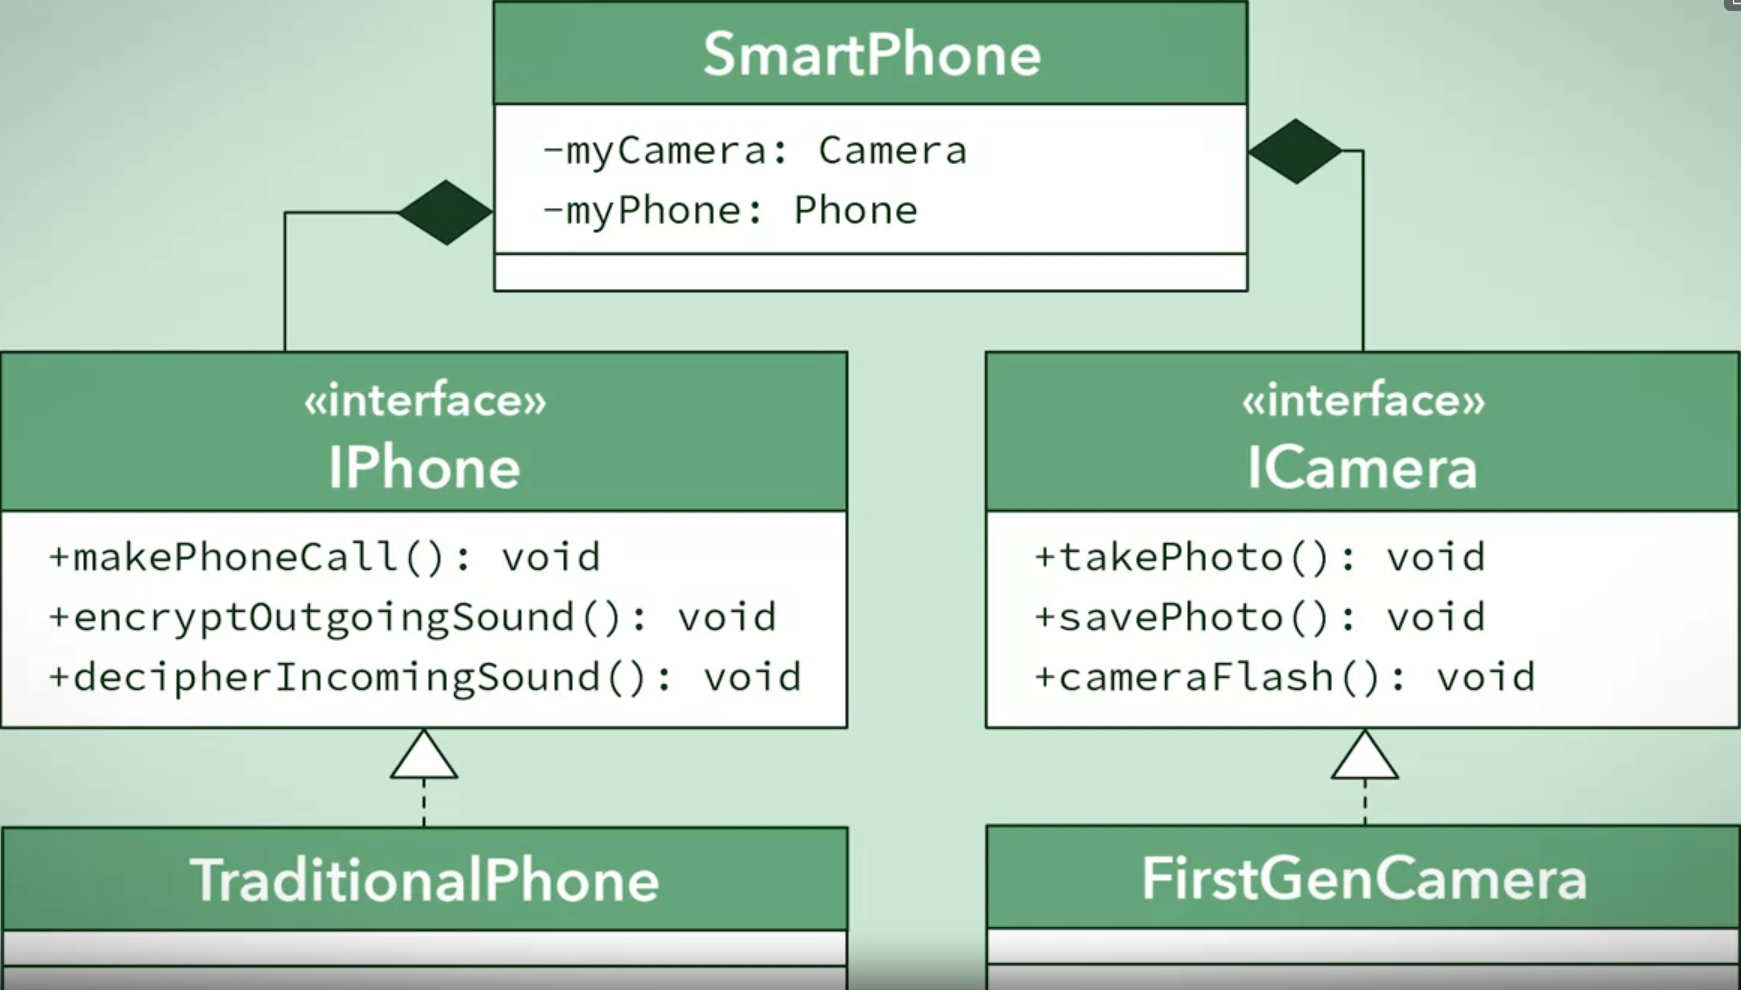 SmartPhone
-myCamera: Camera
-myPhone: Phone
«interface»
IPhone
+makePhoneCall(): void
+encryptOutgoingSound(): void
+decipherIncomingSound(): void
«interface»
ICamera
+takePhoto(): void
+savePhoto(): void
+cameraFlash(): void
TraditionalPhone
FirstGenCamera